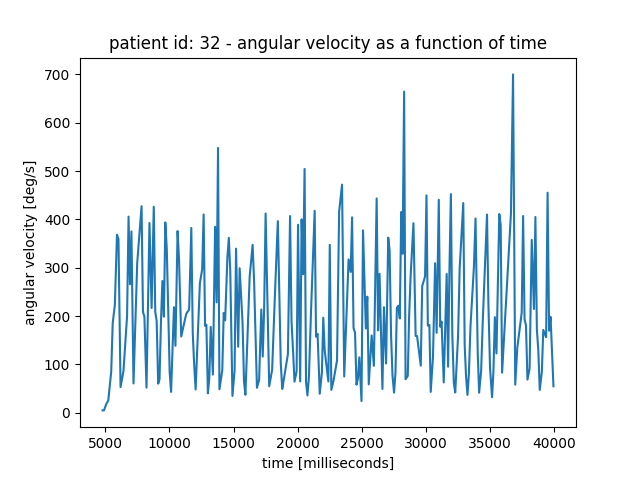 patient id: 32 - angular velocity as a function of time
angular velocity [deg/s]
700
600
500
400
300
200
100
0
5000 10000 15000 20000 25000 30000 35000 40000
time [milliseconds]